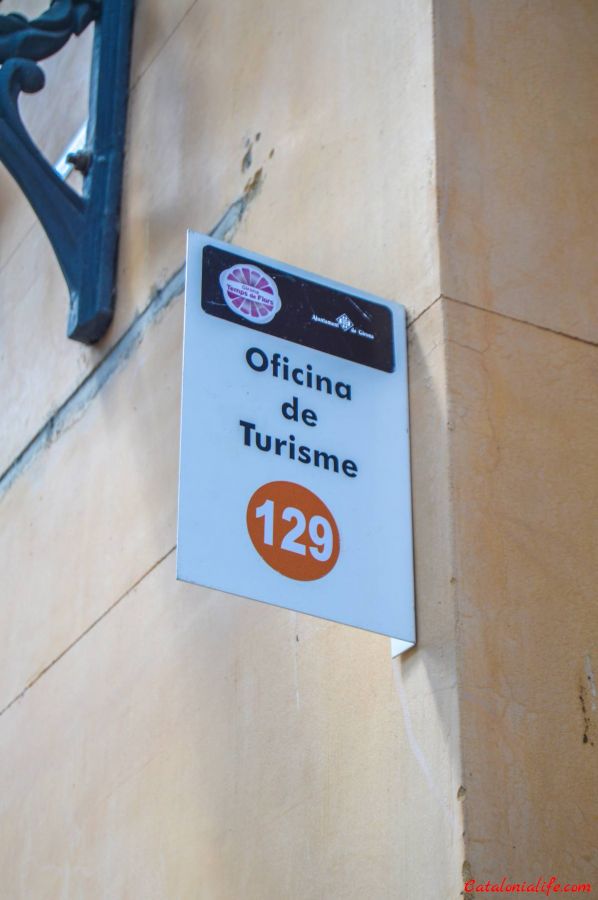 Girona
Temps de Flors
Ajuntament de Girona
Oficina
de
Turisme
129
Catalonialife.com